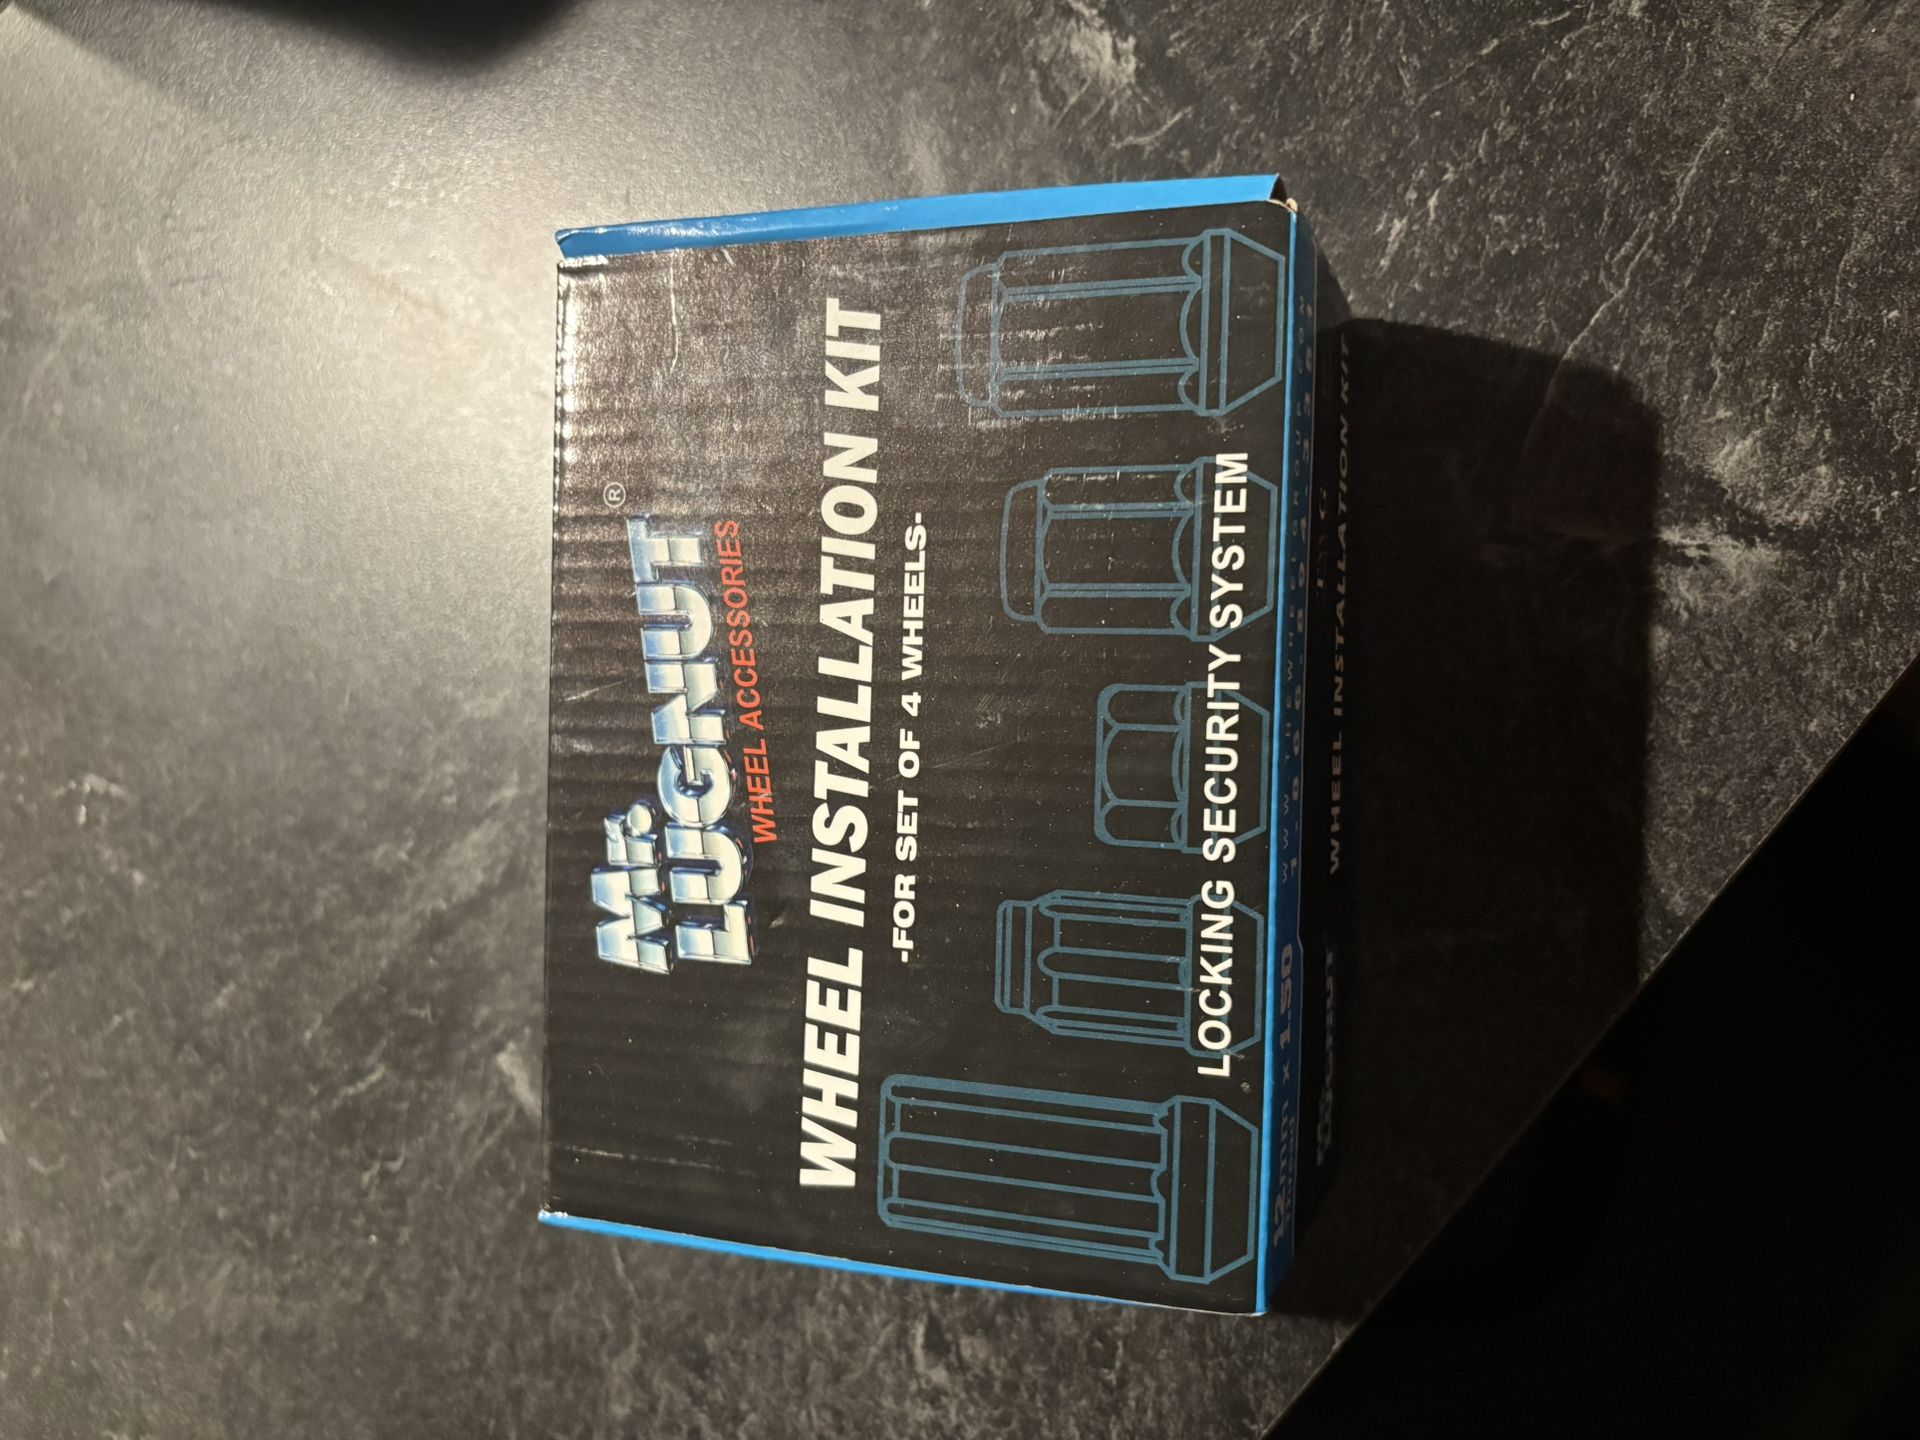 Mr.
LUGNUT®
WHEEL ACCESSORIES
WHEEL INSTALLATION KIT
-FOR SET OF 4 WHEELS-
LOCKING SECURITY SYSTEM
12mm x 1.50
WHEEL INSTALLATION KIT